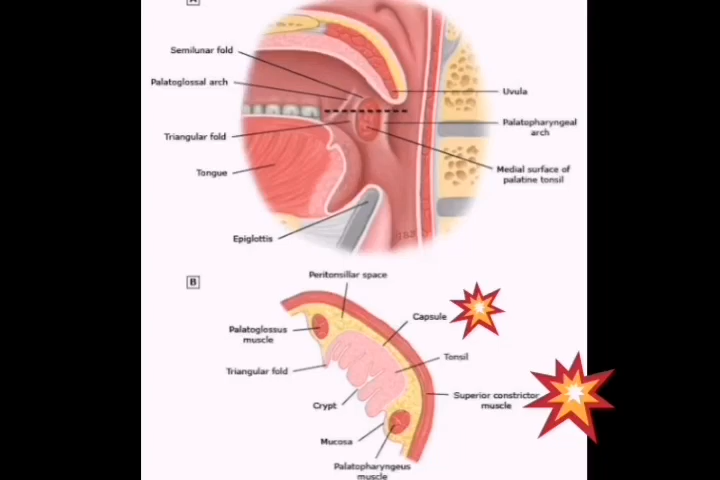 A
Semilunar fold
Palatoglossal arch
Uvula
Palatopharyngeal
arch
Triangular fold
Medial surface of
palatine tonsil
Tongue
Epiglottis
B
Peritonsillar space
Capsule
Palatoglossus
muscle
Tonsil
Triangular fold
Superior constrictor
muscle
Crypt
Mucosa
Palatopharyngeus
muscle